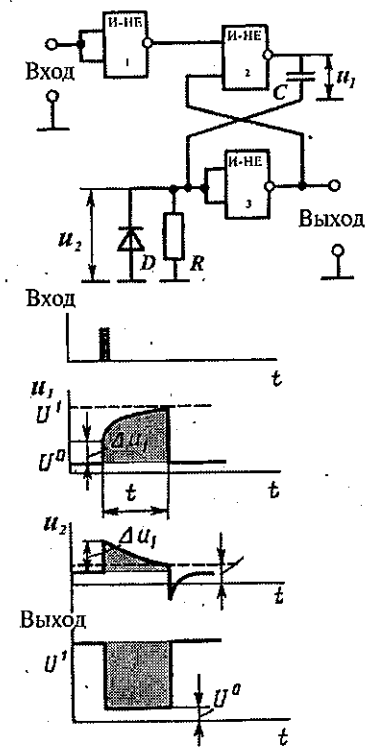 И-НЕ
1
И-НЕ
2
C
u₁
Вход
И-НЕ
3
u₂
D
R
Выход
Вход
t
u₁
U¹
Δu₁
U⁰
t
t
u₂
Δu₁
t
Выход
U¹
U⁰
t